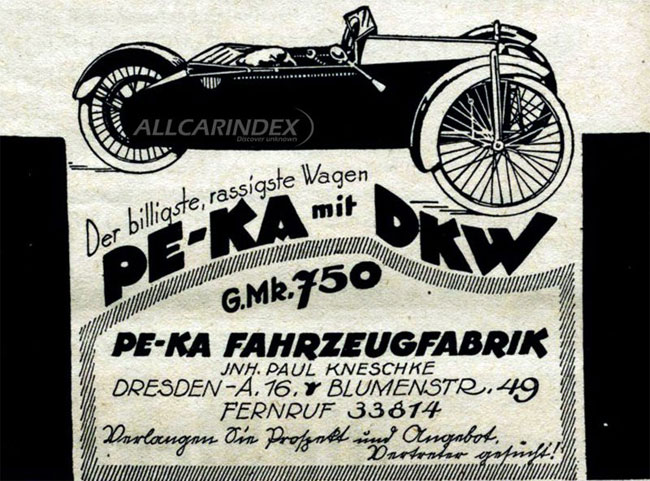 ALLCARINDEX
Discover unknown
Der billigste, rassigste Wagen
PE-KA mit DKW
G.Mk. 750
PE-KA FAHRZEUGFABRIK
JNH. PAUL KNESCHKE
DRESDEN-A. 16. BLUMENSTR. 49
FERNRUF 33814
Verlangen Sie Prospekt und Angebot.
Vertreter gesucht!